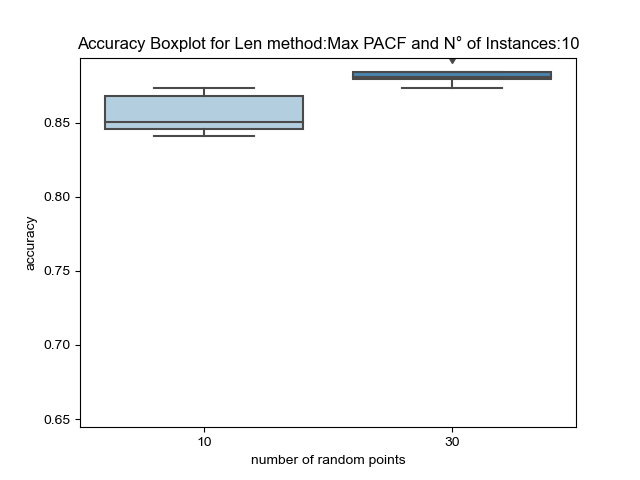 Accuracy Boxplot for Len method:Max PACF and N° of Instances:10
0.85
0.80
0.75
0.70
0.65
accuracy
10
30
number of random points